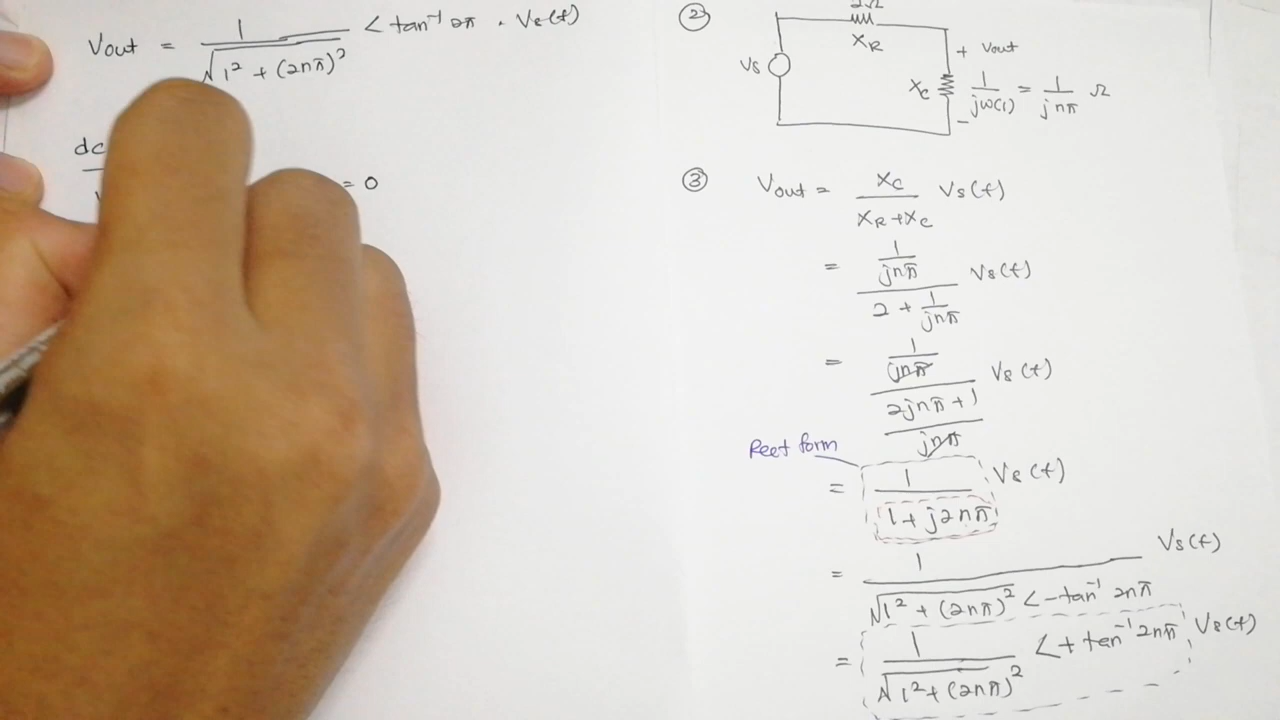 Vout = 1 / √(1² + (2nπ)²) < tan⁻¹ 2π · Vs(t)
dc
= 0
②
2Ω
XR
Vs
+ Vout
Xc 1/jω(1) = 1/jnπ Ω
−
③ Vout = Xc / (XR + Xc) Vs(t)
= (1/jnπ) / (2 + 1/jnπ) Vs(t)
= (1/jnπ) / ((2jnπ + 1)/jnπ) Vs(t)
Rect form
= 1 / (1 + j2nπ) Vs(t)
= 1 / (√(1² + (2nπ)²) < −tan⁻¹ 2nπ) Vs(t)
= 1 / √(1² + (2nπ)²) < + tan⁻¹ 2nπ Vs(t)